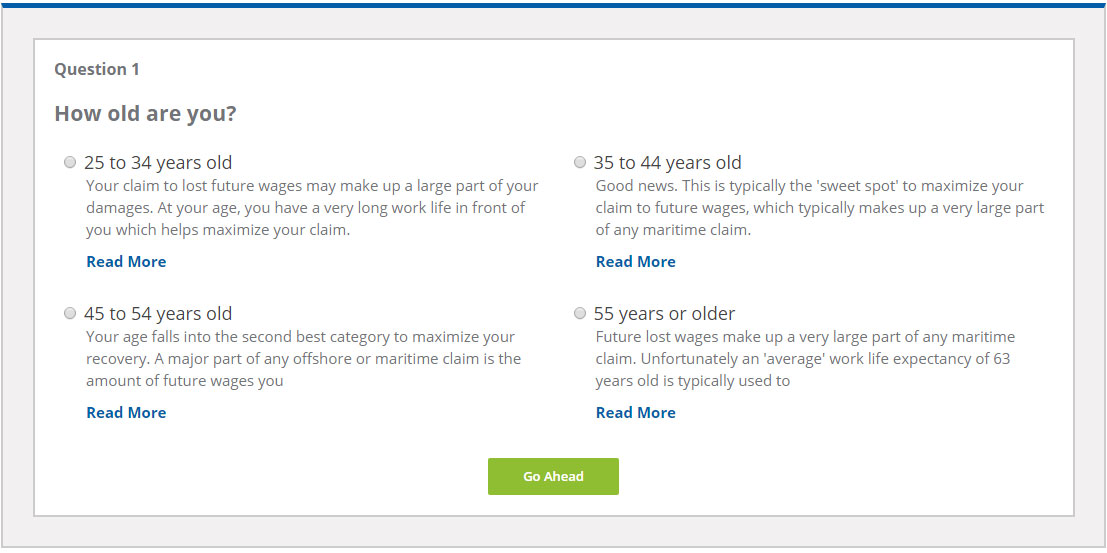 Question 1
How old are you?
25 to 34 years old
Your claim to lost future wages may make up a large part of your
damages. At your age, you have a very long work life in front of
you which helps maximize your claim.
Read More
35 to 44 years old
Good news. This is typically the 'sweet spot' to maximize your
claim to future wages, which typically makes up a very large part
of any maritime claim.
Read More
45 to 54 years old
Your age falls into the second best category to maximize your
recovery. A major part of any offshore or maritime claim is the
amount of future wages you
Read More
55 years or older
Future lost wages make up a very large part of any maritime
claim. Unfortunately an 'average' work life expectancy of 63
years old is typically used to
Read More
Go Ahead